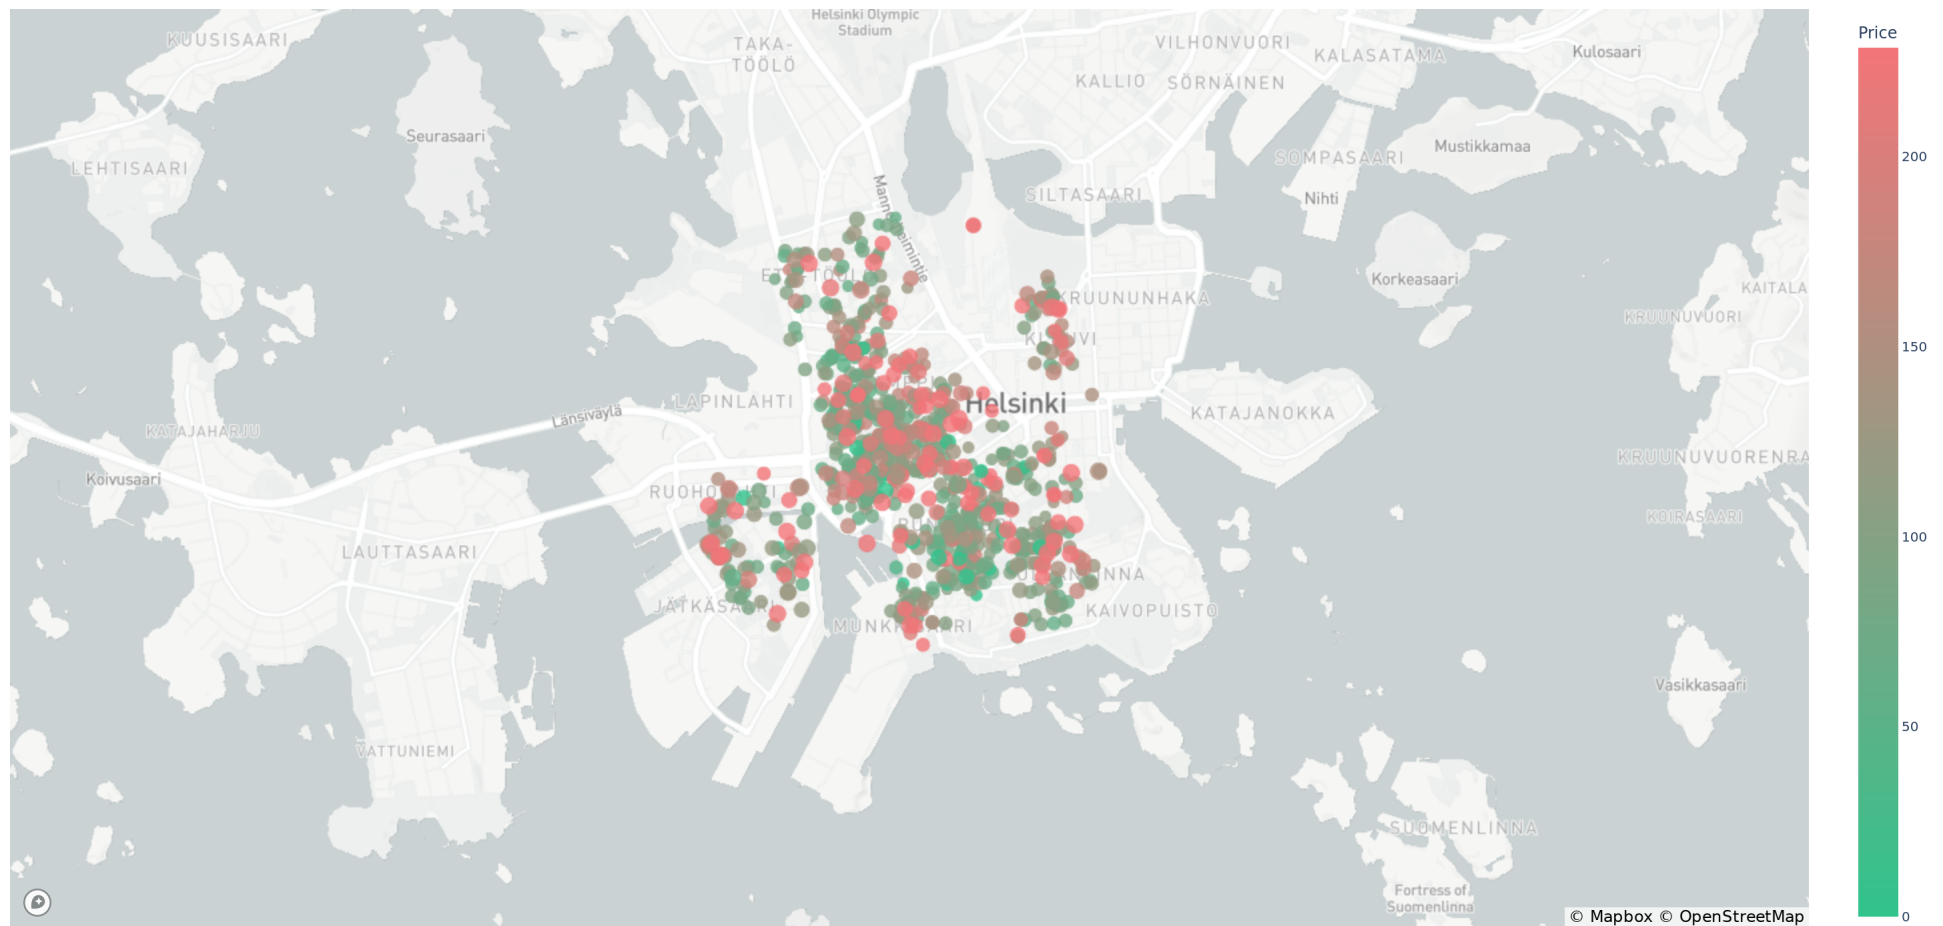 Helsinki Olympic
Stadium
KUUSISAARI
TAKA-
TÖÖLÖ
VILHONVUORI
KALASATAMA
Kulosaari
KALLIO
SÖRNÄINEN
Seurasaari
Mustikkamaa
SOMPASAARI
LEHTISAARI
SILTASAARI
Nihti
Korkeasaari
KAITALA
KRUUNUNHAKA
KRUUNUVUORI
Helsinki
LAPINLAHTI
Länsiväylä
KATAJANOKKA
KATAJAHARJU
KRUUNUVUORENRA
Koivusaari
KOIRASAARI
LAUTTASAARI
KAIVOPUISTO
Vasikkasaari
VATTUNIEMI
SUOMENLINNA
Fortress of
Suomenlinna
© Mapbox © OpenStreetMap
Price
200
150
100
50
0